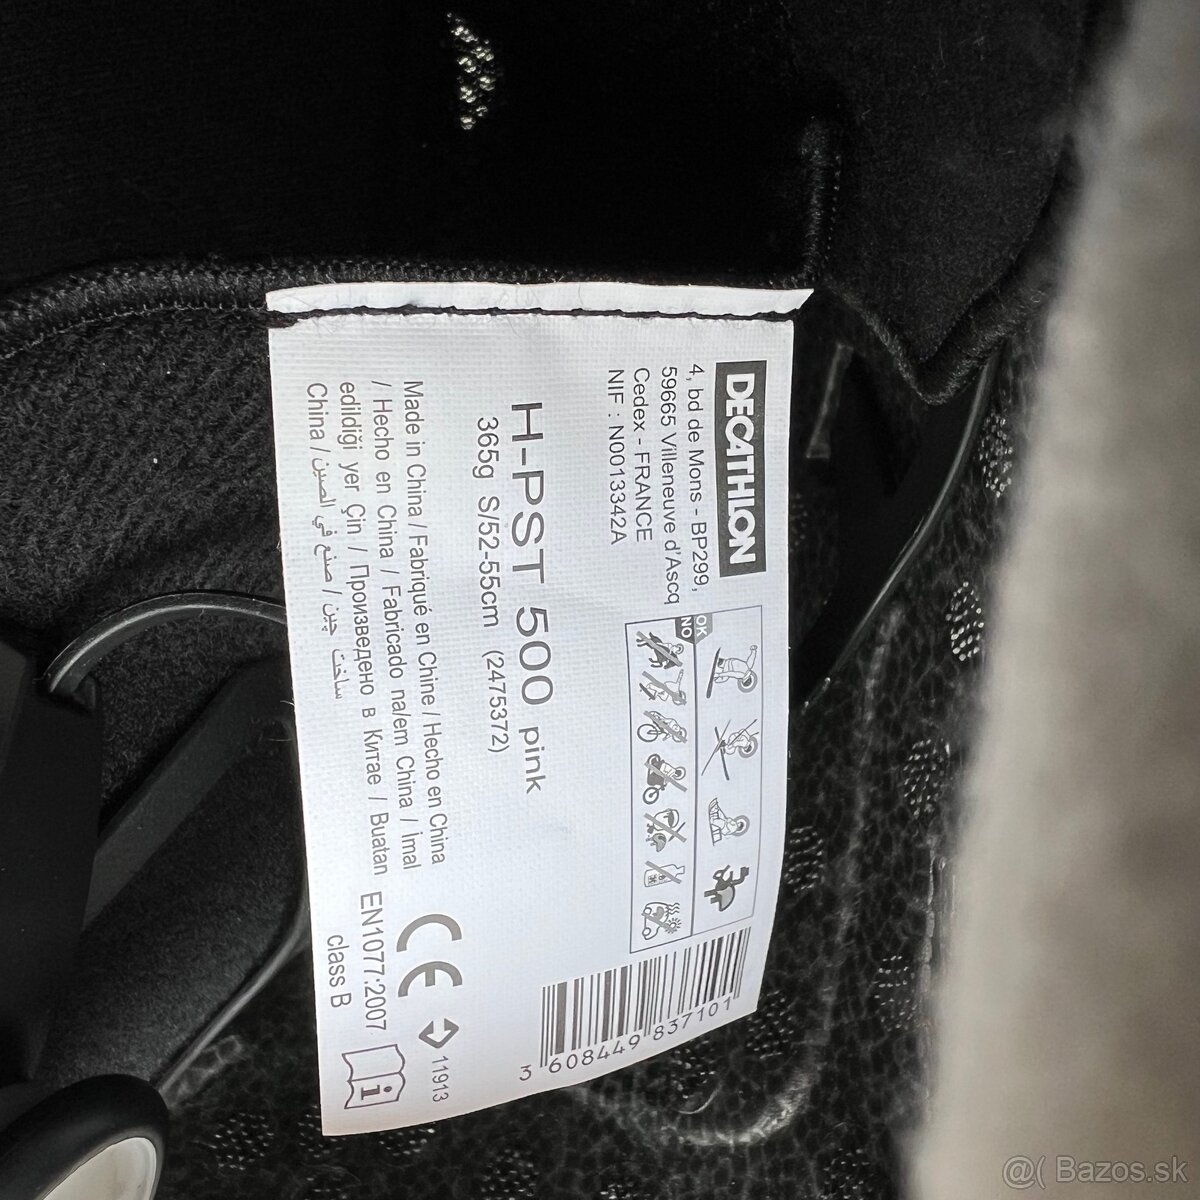 DECATHLON
4, bd de Mons - BP299,
59665 Villeneuve d'Ascq
Cedex - FRANCE
NIF : N0013342A
OK
NO
H-PST 500 pink
365g S/52-55cm (2475372)
Made in China / Fabriqué en Chine / Hecho en China
/ Hecho en China / Fabricado na/em China / İmal
edildiği yer Çin / Произведено в Китае / Buatan
China / صنع في الصين / ساخت چین
CE
11913
EN1077:2007
class B
i
3 608449 837101
@( Bazos.sk